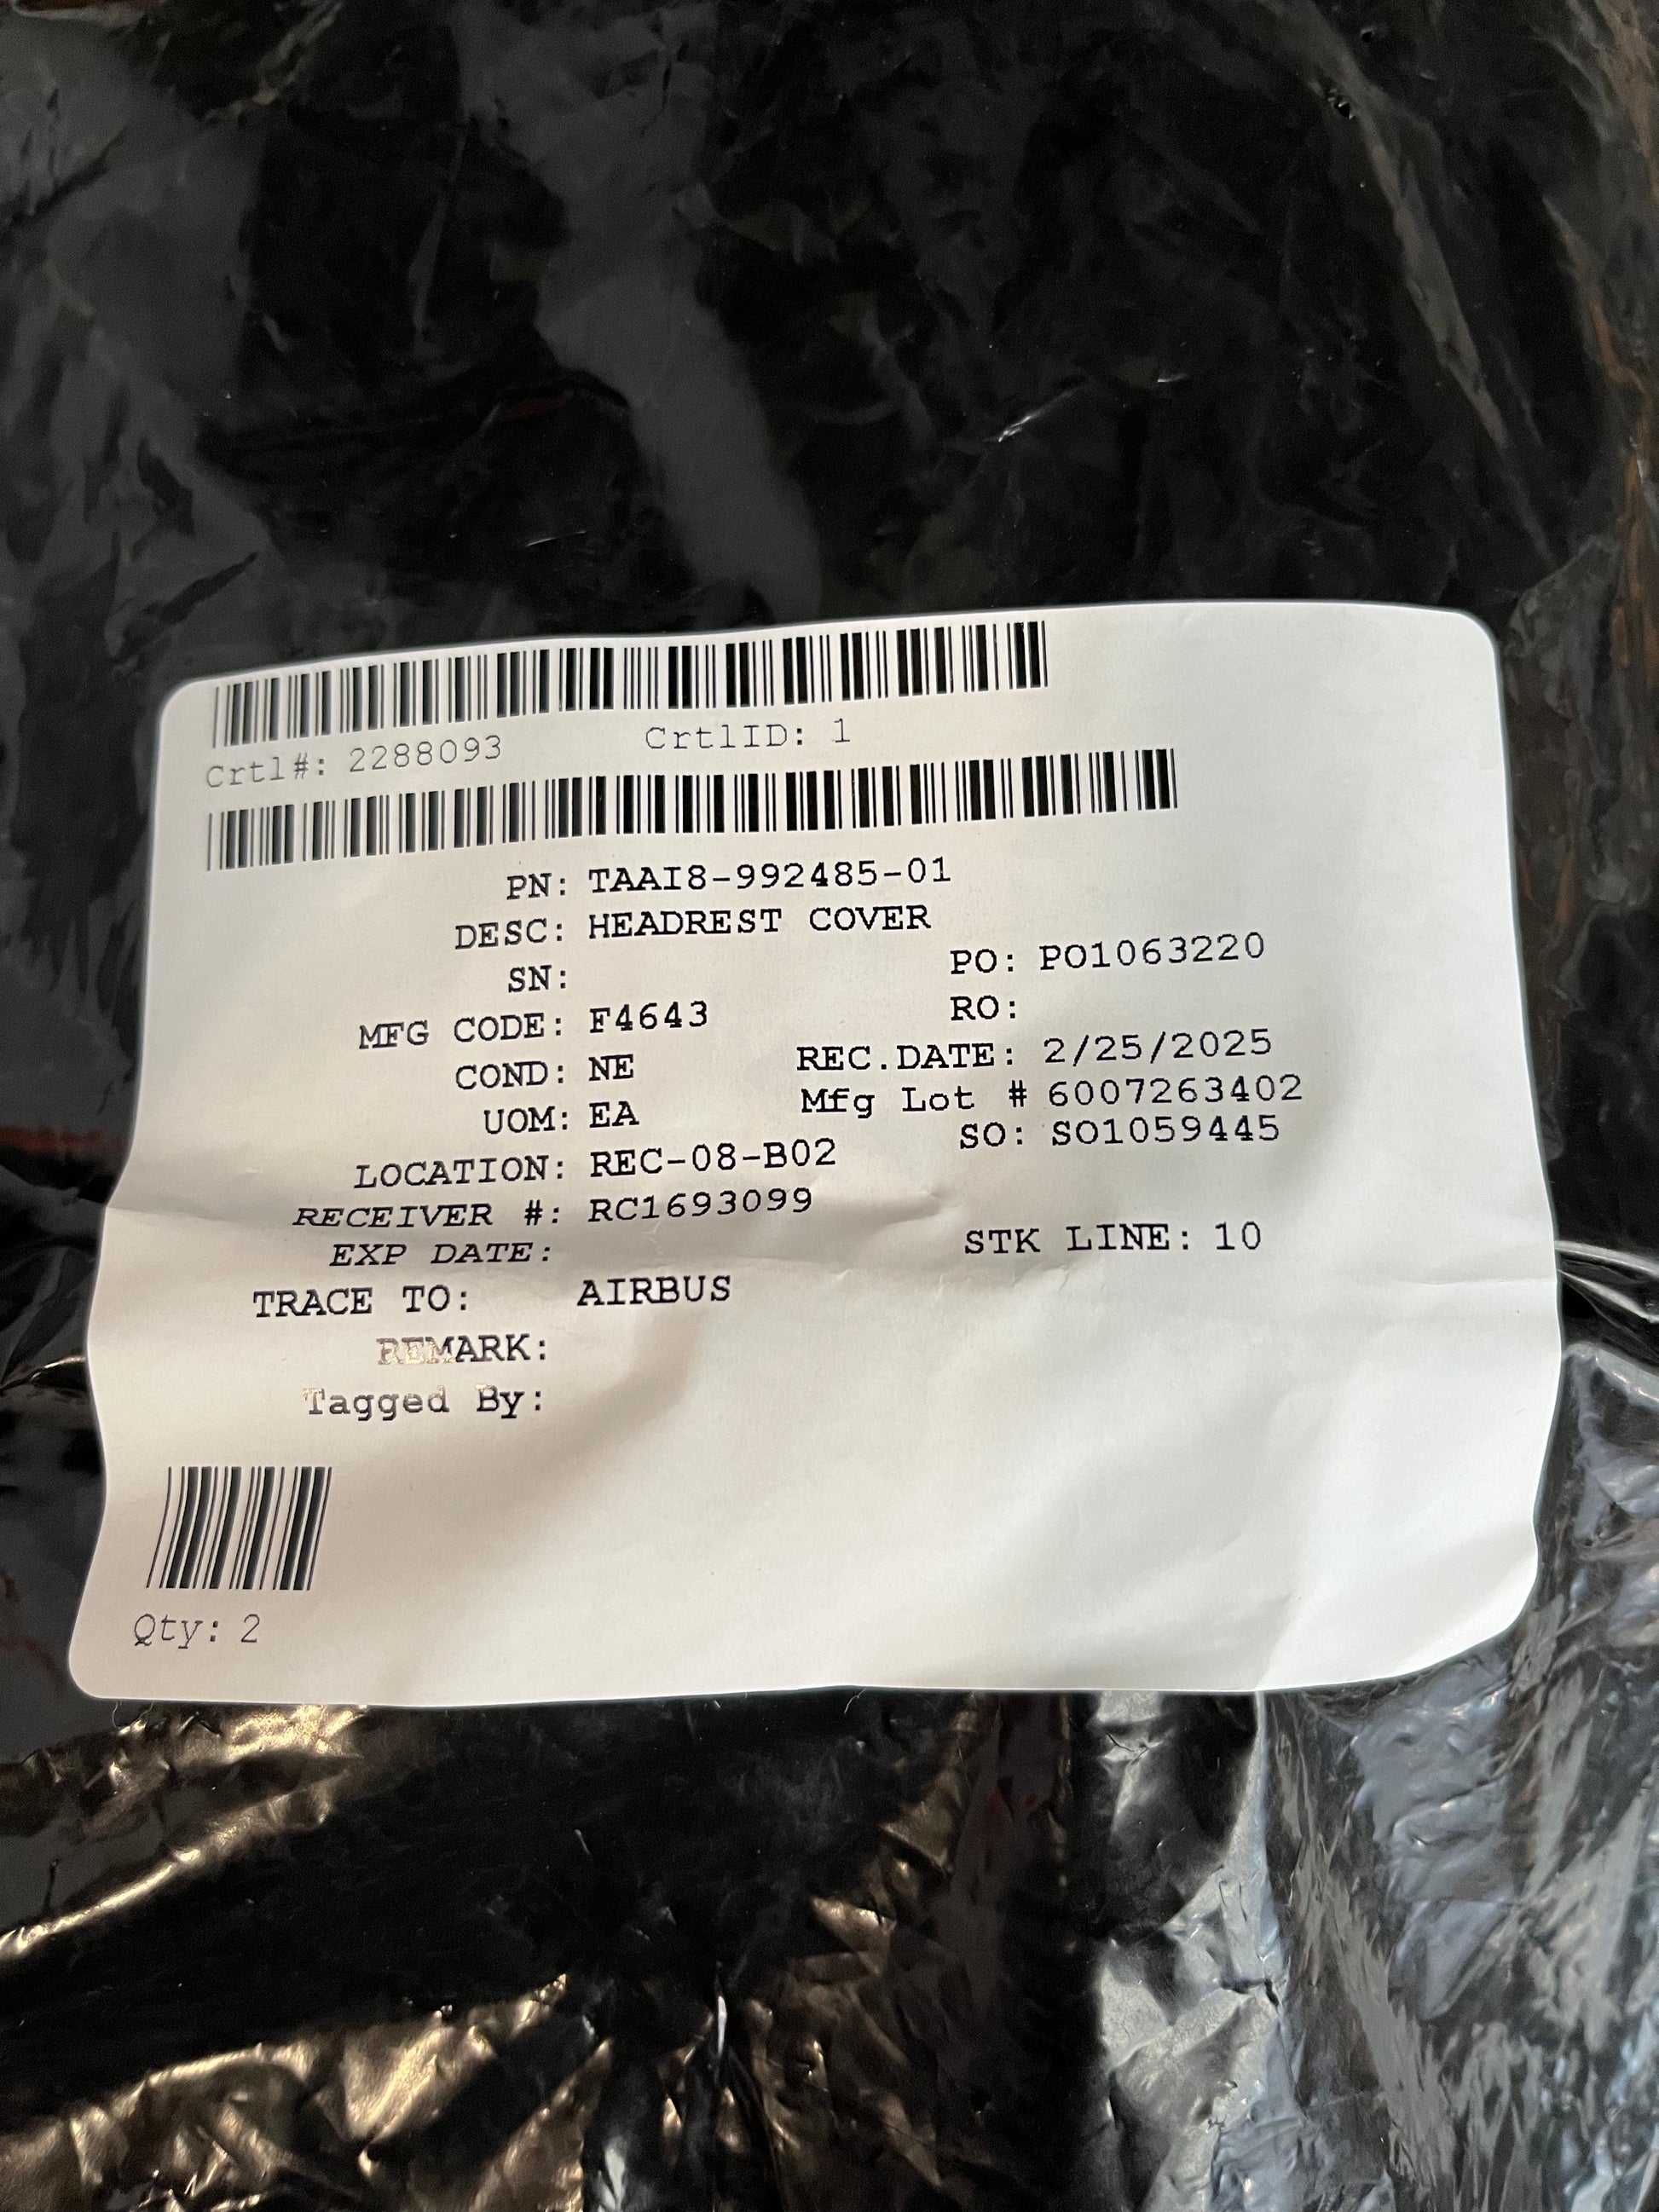 Crtl#: 2288093 CrtlID: 1
PN: TAAI8-992485-01
DESC: HEADREST COVER
SN: PO: PO1063220
MFG CODE: F4643 RO:
COND: NE REC.DATE: 2/25/2025
UOM: EA Mfg Lot # 6007263402
LOCATION: REC-08-B02 SO: SO1059445
RECEIVER #: RC1693099
EXP DATE: STK LINE: 10
TRACE TO: AIRBUS
REMARK:
Tagged By:
Qty: 2